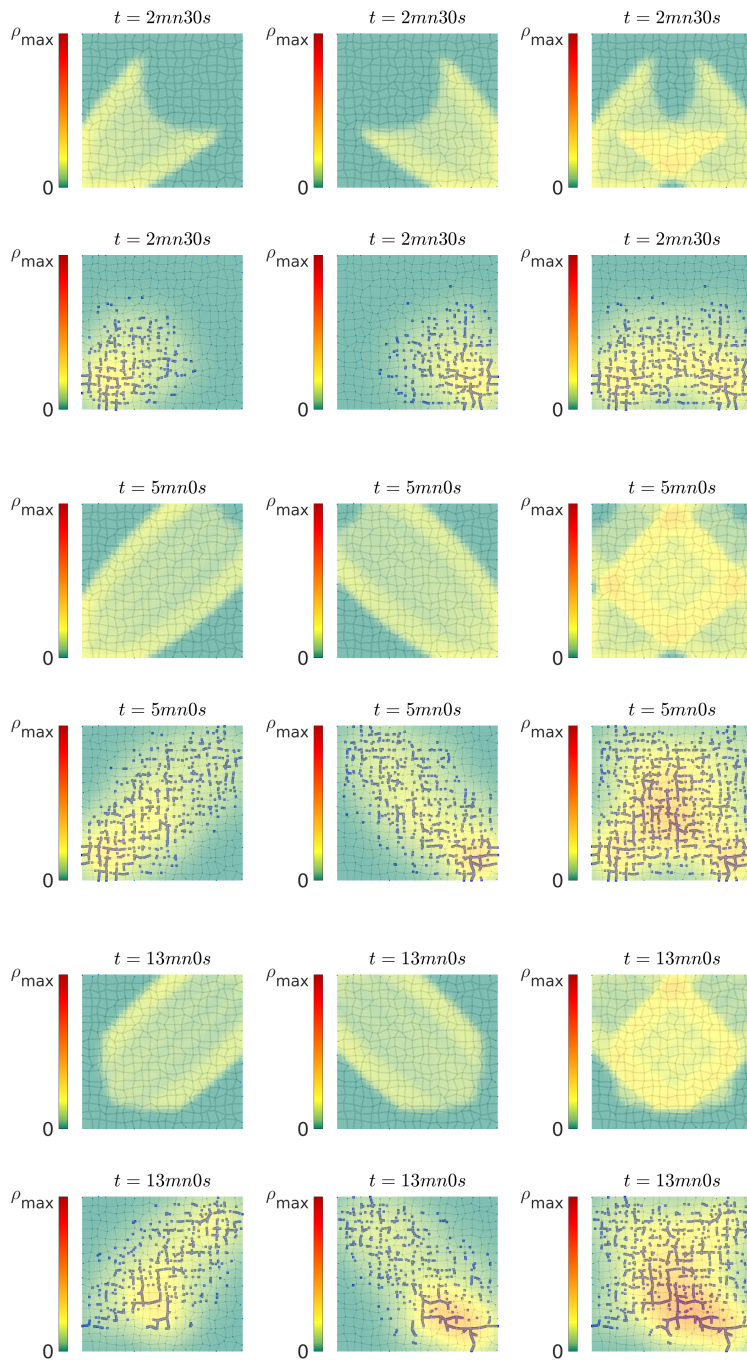 t = 2mn30s t = 2mn30s t = 2mn30s
ρmax ρmax ρmax
0 0 0
t = 2mn30s t = 2mn30s t = 2mn30s
ρmax ρmax ρmax
0 0 0
t = 5mn0s t = 5mn0s t = 5mn0s
ρmax ρmax ρmax
0 0 0
t = 5mn0s t = 5mn0s t = 5mn0s
ρmax ρmax ρmax
0 0 0
t = 13mn0s t = 13mn0s t = 13mn0s
ρmax ρmax ρmax
0 0 0
t = 13mn0s t = 13mn0s t = 13mn0s
ρmax ρmax ρmax
0 0 0